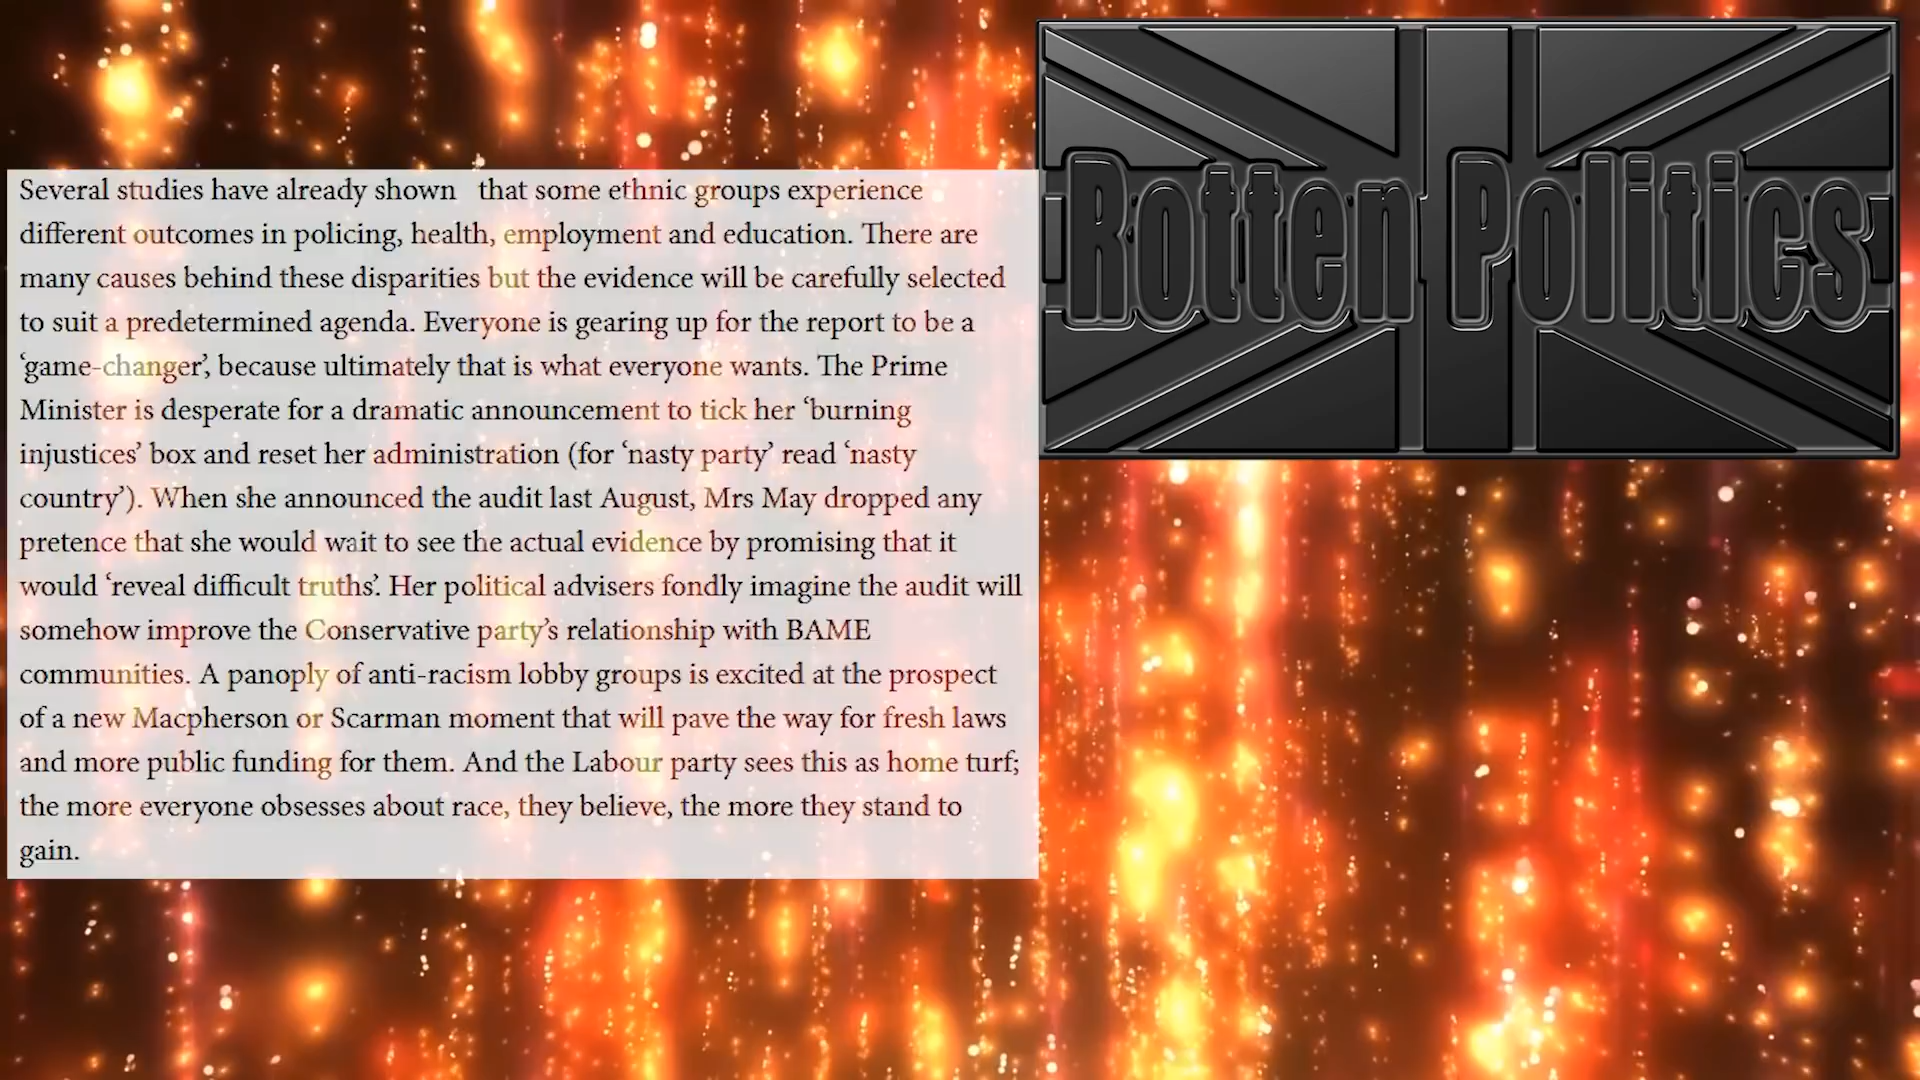 Several studies have already shown that some ethnic groups experience
different outcomes in policing, health, employment and education. There are
many causes behind these disparities but the evidence will be carefully selected
to suit a predetermined agenda. Everyone is gearing up for the report to be a
‘game-changer’, because ultimately that is what everyone wants. The Prime
Minister is desperate for a dramatic announcement to tick her ‘burning
injustices’ box and reset her administration (for ‘nasty party’ read ‘nasty
country’). When she announced the audit last August, Mrs May dropped any
pretence that she would wait to see the actual evidence by promising that it
would ‘reveal difficult truths’. Her political advisers fondly imagine the audit will
somehow improve the Conservative party’s relationship with BAME
communities. A panoply of anti-racism lobby groups is excited at the prospect
of a new Macpherson or Scarman moment that will pave the way for fresh laws
and more public funding for them. And the Labour party sees this as home turf;
the more everyone obsesses about race, they believe, the more they stand to
gain.
Rotten Politics